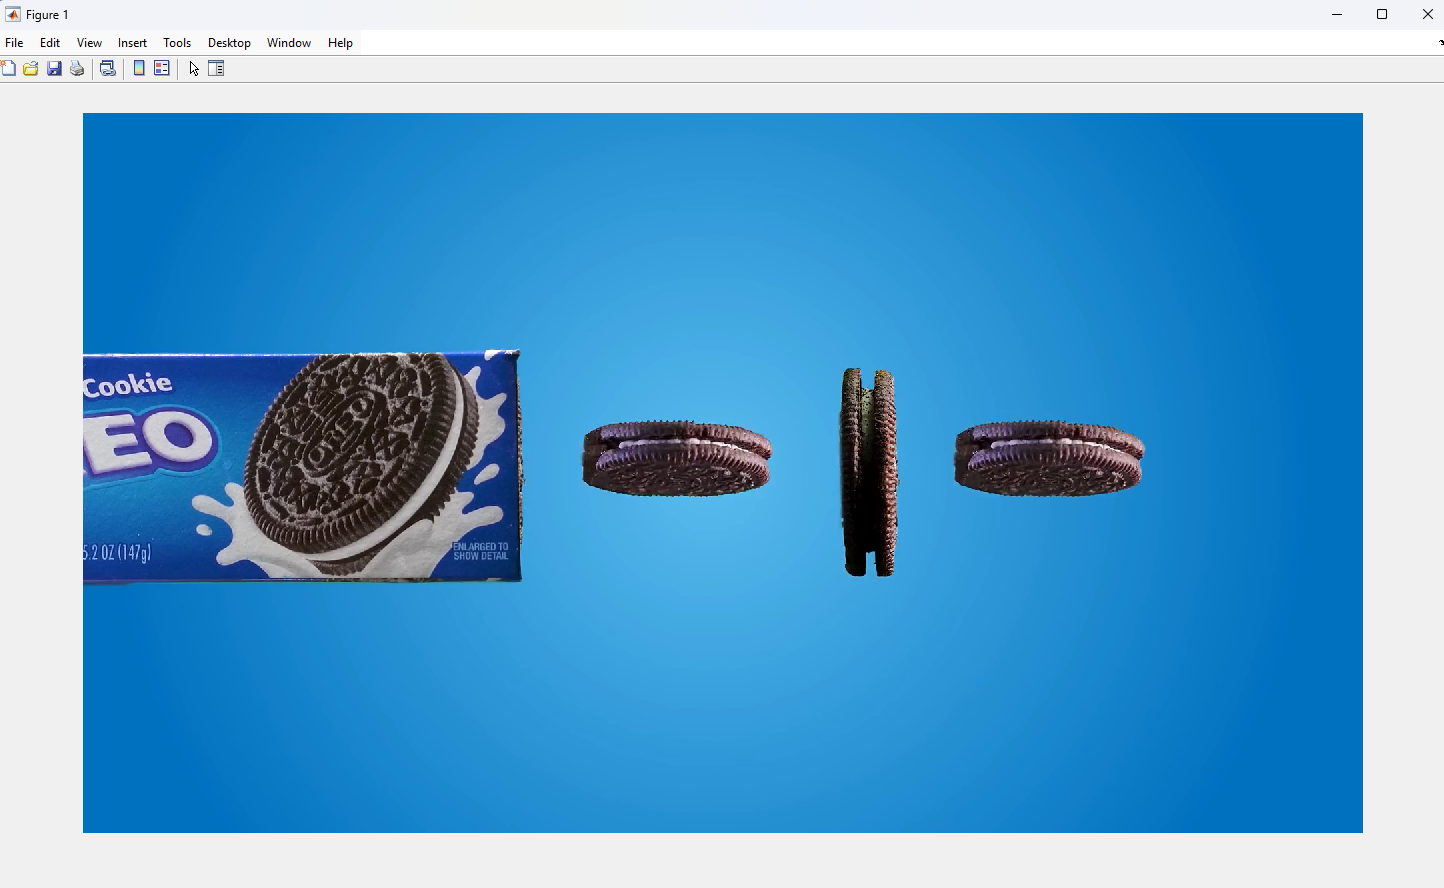 Figure 1
File Edit View Insert Tools Desktop Window Help
Cookie
EO
5.2 OZ (147g)
OREO
ENLARGED TO
SHOW DETAIL